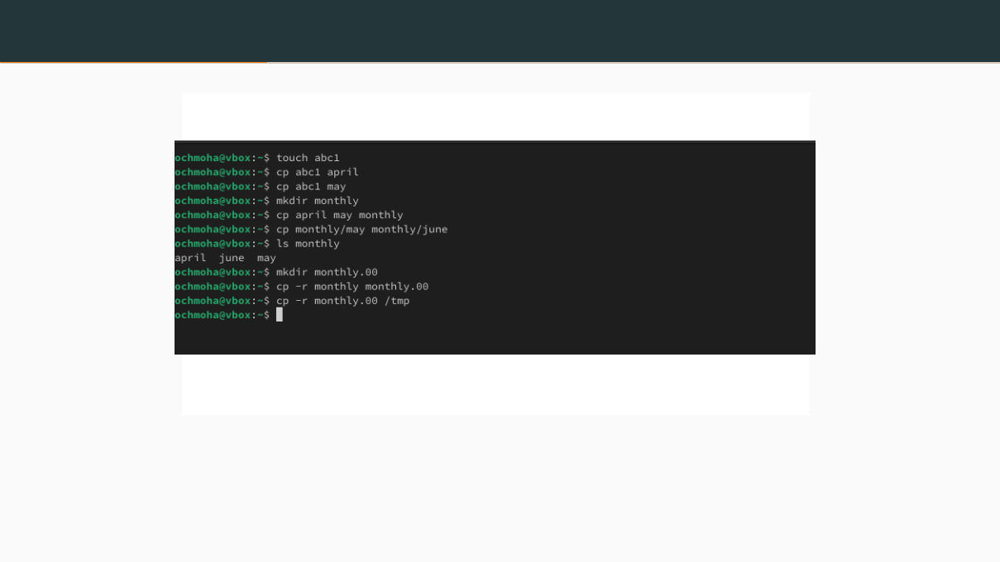 ochmoha@vbox:~$ touch abc1
ochmoha@vbox:~$ cp abc1 april
ochmoha@vbox:~$ cp abc1 may
ochmoha@vbox:~$ mkdir monthly
ochmoha@vbox:~$ cp april may monthly
ochmoha@vbox:~$ cp monthly/may monthly/june
ochmoha@vbox:~$ ls monthly
april  june  may
ochmoha@vbox:~$ mkdir monthly.00
ochmoha@vbox:~$ cp -r monthly monthly.00
ochmoha@vbox:~$ cp -r monthly.00 /tmp
ochmoha@vbox:~$